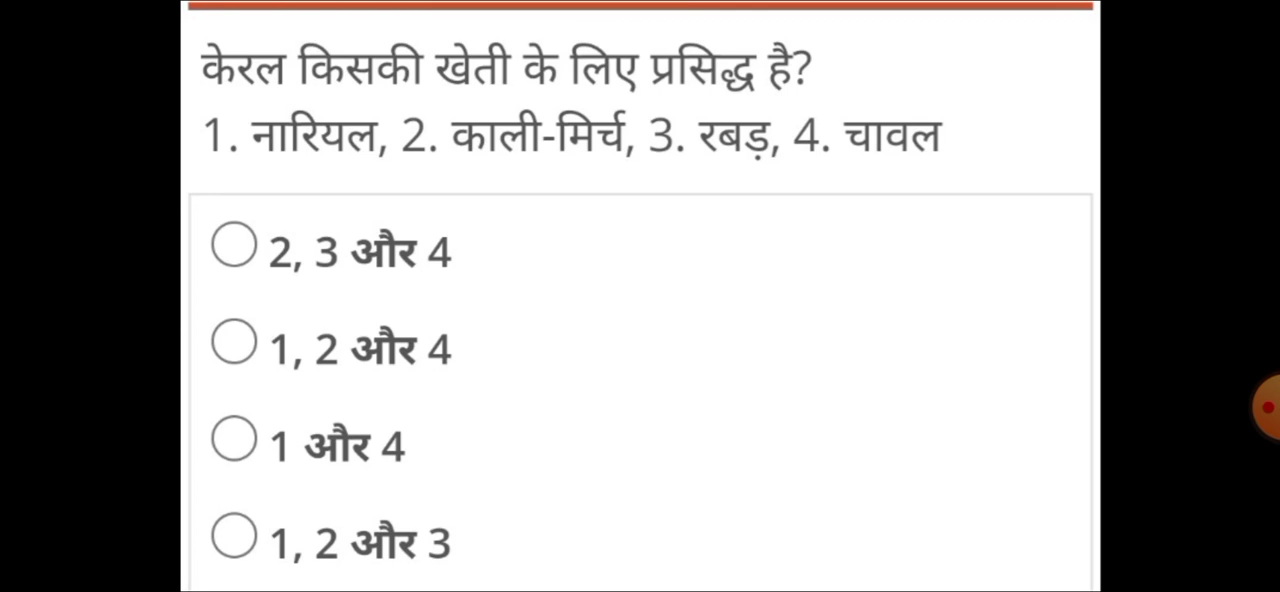 केरल किसकी खेती के लिए प्रसिद्ध है?
1. नारियल, 2. काली-मिर्च, 3. रबड़, 4. चावल
2, 3 और 4
1, 2 और 4
1 और 4
1, 2 और 3